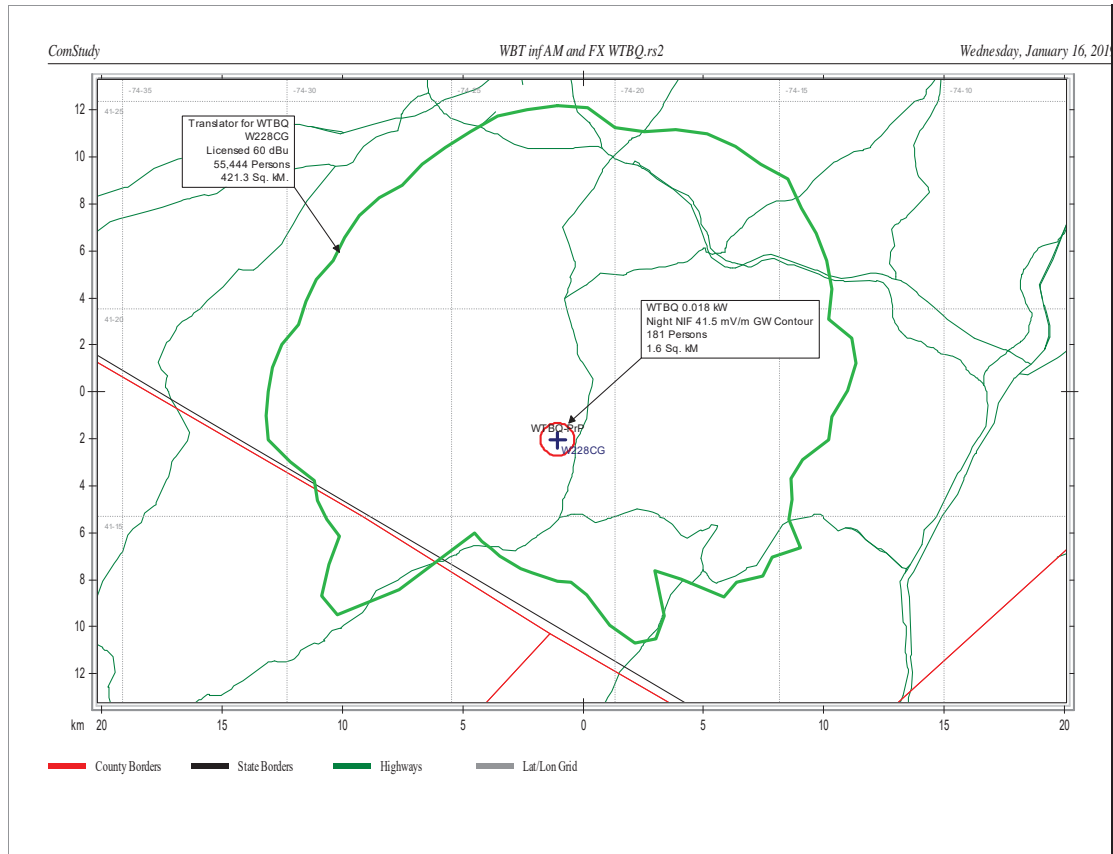 ComStudy
WBT inf AM and FX WTBQ.rs2
Wednesday, January 16, 2019
-74-35
-74-30
-74-25
-74-20
-74-15
-74-10
41-25
41-20
41-15
Translator for WTBQ
W228CG
Licensed 60 dBu
55,444 Persons
421.3 Sq. kM.
WTBQ 0.018 kW
Night NIF 41.5 mV/m GW Contour
181 Persons
1.6 Sq. kM
WTBQ-PrP
W228CG
12
10
8
6
4
2
0
2
4
6
8
10
12
km
20
15
10
5
0
5
10
15
20
County Borders
State Borders
Highways
Lat/Lon Grid